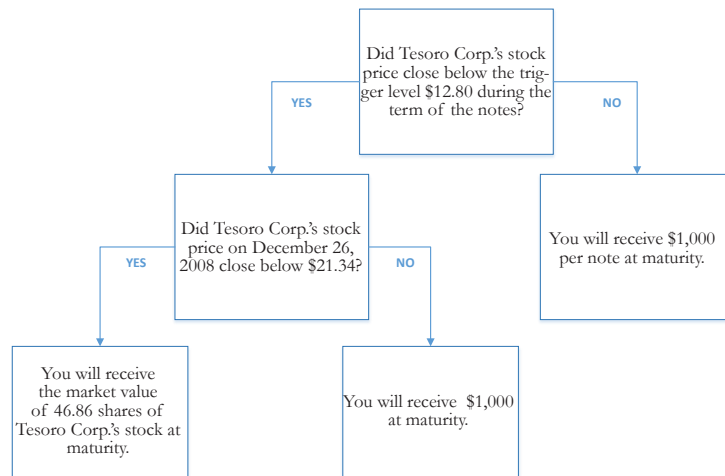 Did Tesoro Corp.'s stock
price close below the trig-
ger level $12.80 during the
term of the notes?
YES
NO
Did Tesoro Corp.'s stock
price on December 26,
2008 close below $21.34?
You will receive $1,000
per note at maturity.
YES
NO
You will receive
the market value
of 46.86 shares of
Tesoro Corp.'s stock at
maturity.
You will receive $1,000
at maturity.